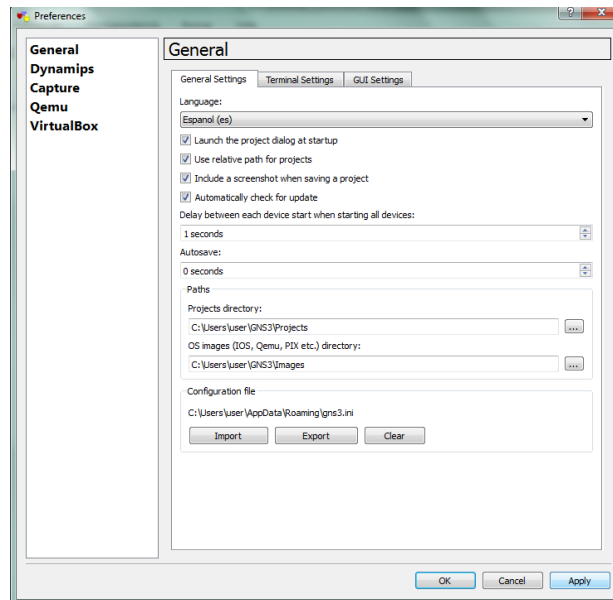 Preferences
General
Dynamips
Capture
Qemu
VirtualBox
General
General Settings
Terminal Settings
GUI Settings
Language:
Espanol (es)
Launch the project dialog at startup
Use relative path for projects
Include a screenshot when saving a project
Automatically check for update
Delay between each device start when starting all devices:
1 seconds
Autosave:
0 seconds
Paths
Projects directory:
C:\Users\user\GNS3\Projects
...
OS images (IOS, Qemu, PIX etc.) directory:
C:\Users\user\GNS3\Images
...
Configuration file
C:\Users\user\AppData\Roaming\gns3.ini
Import
Export
Clear
OK
Cancel
Apply